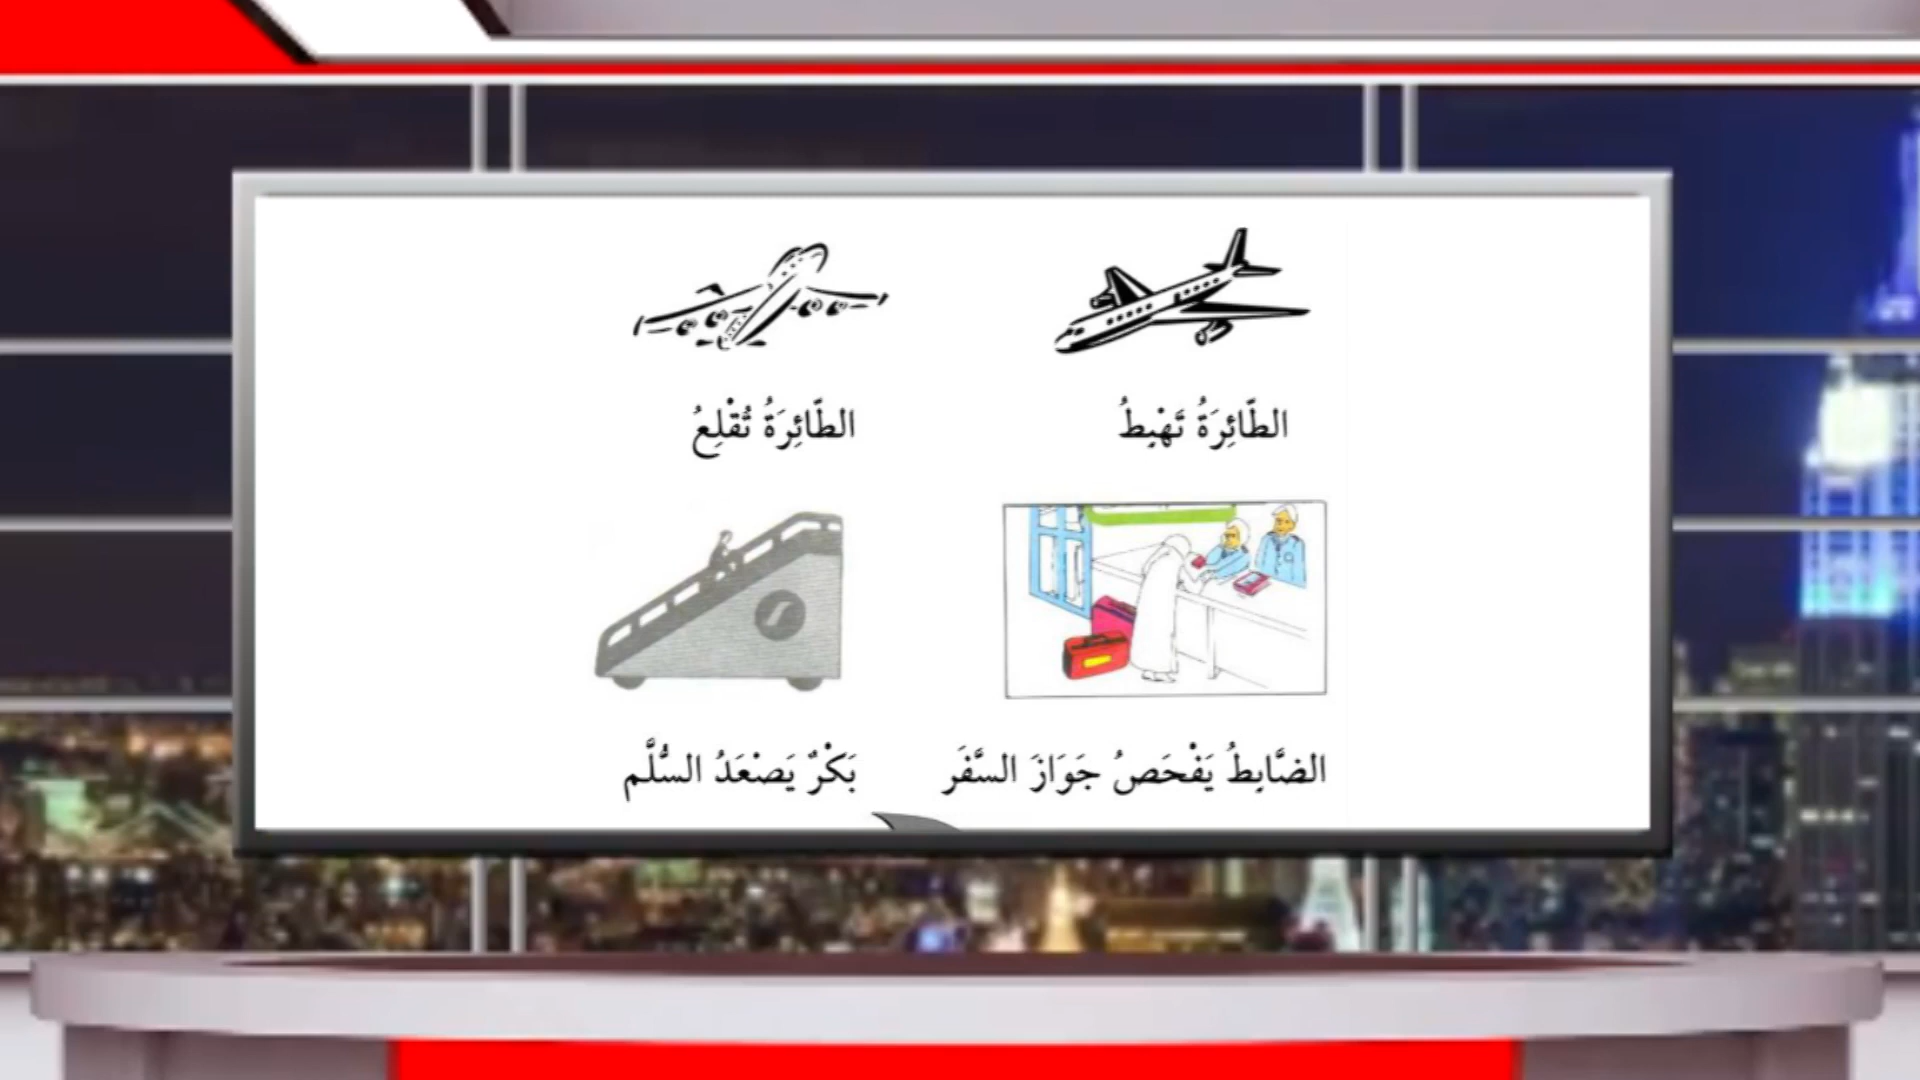 الطَّائِرَةُ تَهْبِطُ
الطَّائِرَةُ تُقْلِعُ
الضَّابِطُ يَفْحَصُ جَوَازَ السَّفَر
بَكْرٌ يَصْعَدُ السُّلَّم